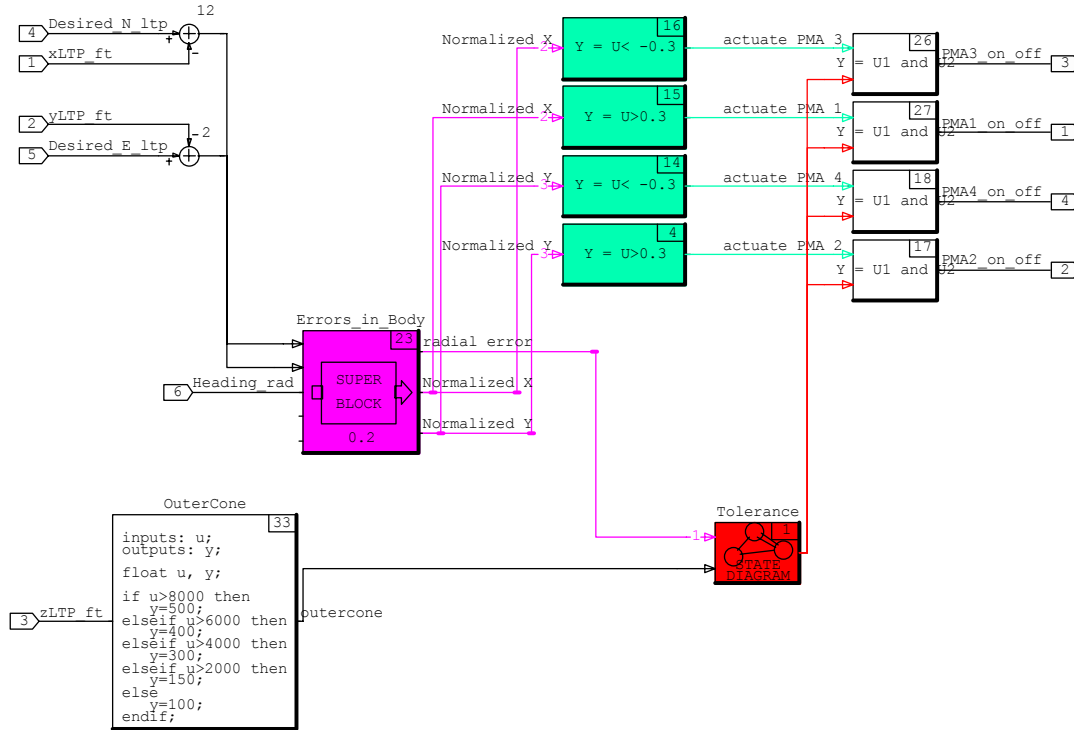 12
4 Desired_N_ltp
+
-
1 xLTP_ft
2 yLTP_ft
-2
5 Desired_E_ltp
+
Normalized X 2 Y = U< -0.3 16 actuate PMA 3
Y = U1 and U2 26 PMA3_on_off 3
Normalized X 2 Y = U>0.3 15 actuate PMA 1
Y = U1 and U2 27 PMA1_on_off 1
Normalized Y 3 Y = U< -0.3 14 actuate PMA 4
Y = U1 and U2 18 PMA4_on_off 4
Normalized Y 3 Y = U>0.3 4 actuate PMA 2
Y = U1 and U2 17 PMA2_on_off 2
Errors_in_Body
23
radial error
6 Heading_rad
SUPER
BLOCK
Normalized X
Normalized Y
0.2
OuterCone
33
inputs: u;
outputs: y;
float u, y;
if u>8000 then
y=500;
elseif u>6000 then
y=400;
elseif u>4000 then
y=300;
elseif u>2000 then
y=150;
else
y=100;
endif;
3 zLTP_ft
outercone
Tolerance
1
1
STATE
DIAGRAM